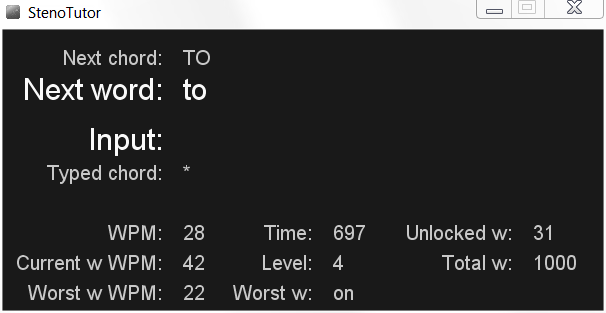 StenoTutor
Next chord: TO
Next word: to
Input:
Typed chord: *
WPM: 28 Time: 697 Unlocked w: 31
Current w WPM: 42 Level: 4 Total w: 1000
Worst w WPM: 22 Worst w: on